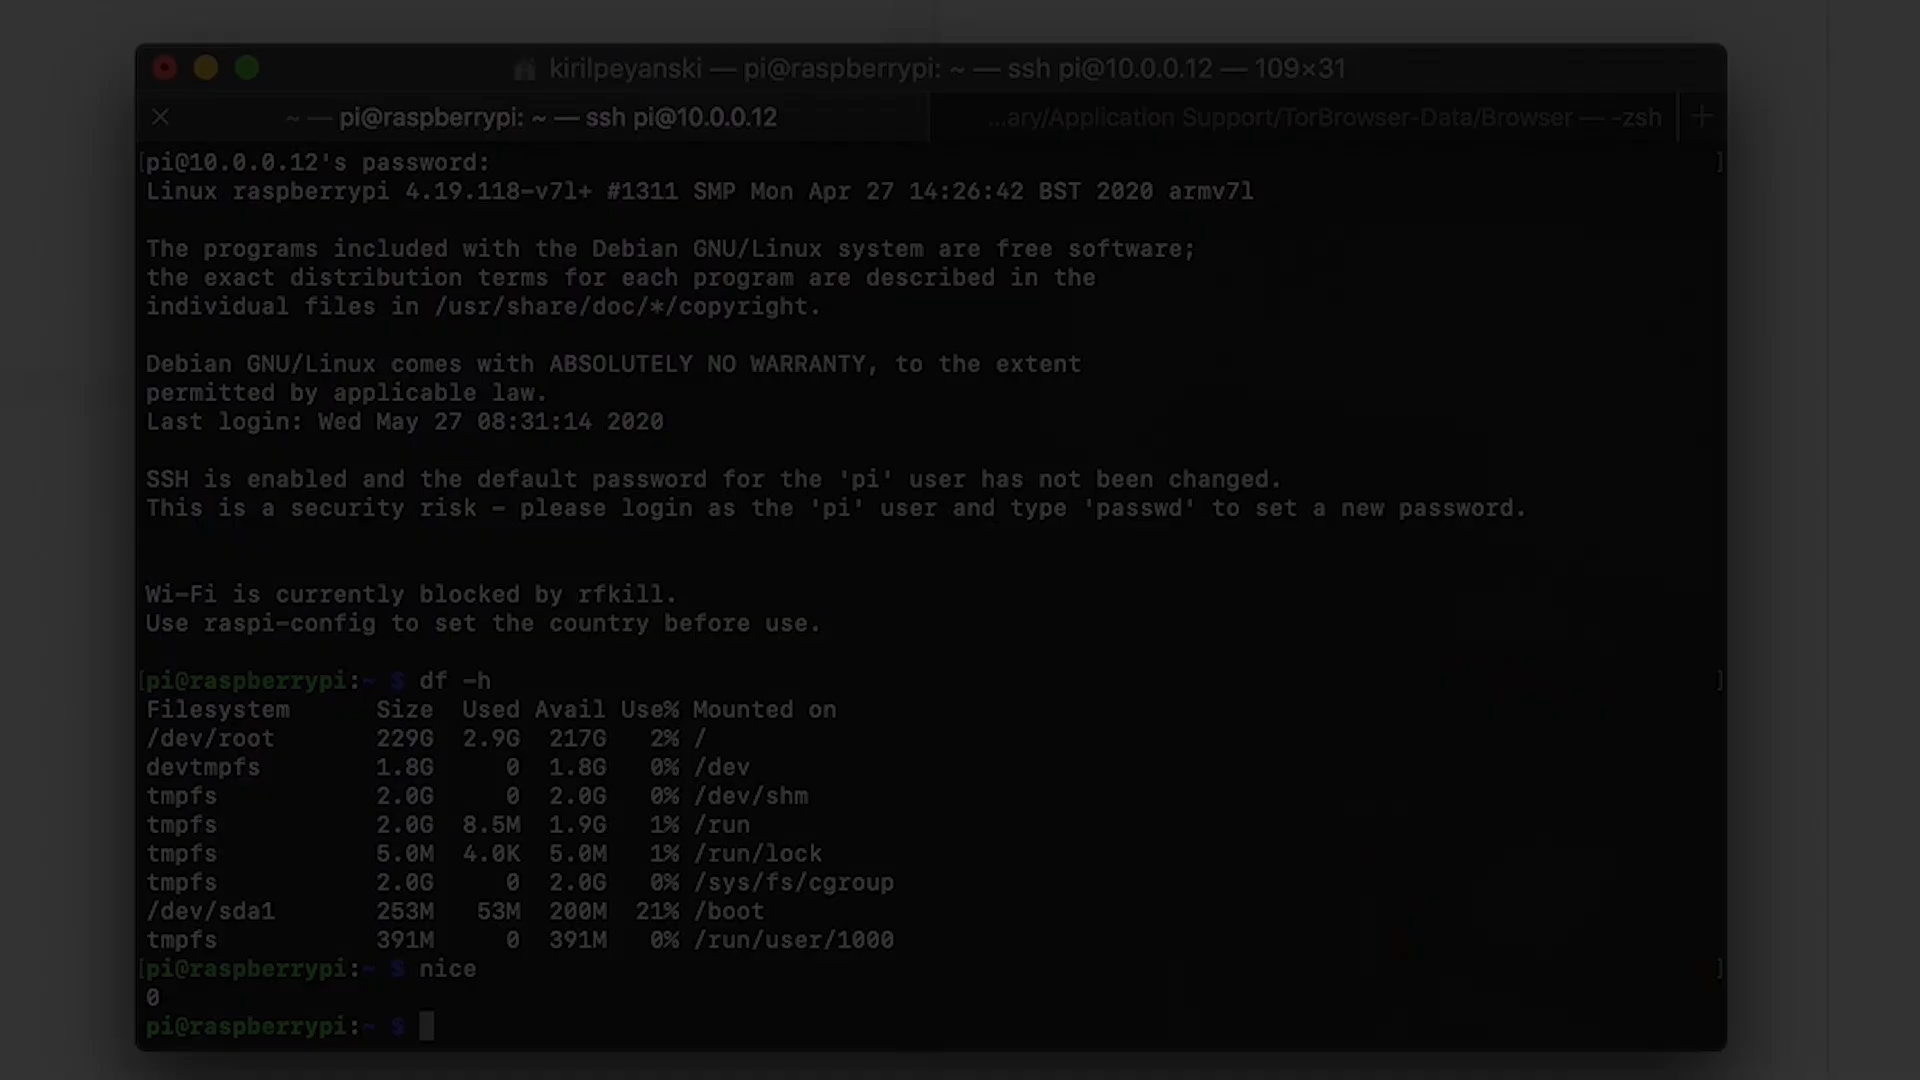 kirilpeyanski — pi@raspberrypi: ~ — ssh pi@10.0.0.12 — 109×31
~ — pi@raspberrypi: ~ — ssh pi@10.0.0.12
...ary/Application Support/TorBrowser-Data/Browser — -zsh
[pi@10.0.0.12's password: ]
Linux raspberrypi 4.19.118-v7l+ #1311 SMP Mon Apr 27 14:26:42 BST 2020 armv7l
The programs included with the Debian GNU/Linux system are free software;
the exact distribution terms for each program are described in the
individual files in /usr/share/doc/*/copyright.
Debian GNU/Linux comes with ABSOLUTELY NO WARRANTY, to the extent
permitted by applicable law.
Last login: Wed May 27 08:31:14 2020
SSH is enabled and the default password for the 'pi' user has not been changed.
This is a security risk - please login as the 'pi' user and type 'passwd' to set a new password.
Wi-Fi is currently blocked by rfkill.
Use raspi-config to set the country before use.
[pi@raspberrypi:~ $ df -h ]
Filesystem      Size  Used Avail Use% Mounted on
/dev/root       229G  2.9G  217G   2% /
devtmpfs        1.8G     0  1.8G   0% /dev
tmpfs           2.0G     0  2.0G   0% /dev/shm
tmpfs           2.0G  8.5M  1.9G   1% /run
tmpfs           5.0M  4.0K  5.0M   1% /run/lock
tmpfs           2.0G     0  2.0G   0% /sys/fs/cgroup
/dev/sda1       253M   53M  200M  21% /boot
tmpfs           391M     0  391M   0% /run/user/1000
[pi@raspberrypi:~ $ nice ]
0
pi@raspberrypi:~ $